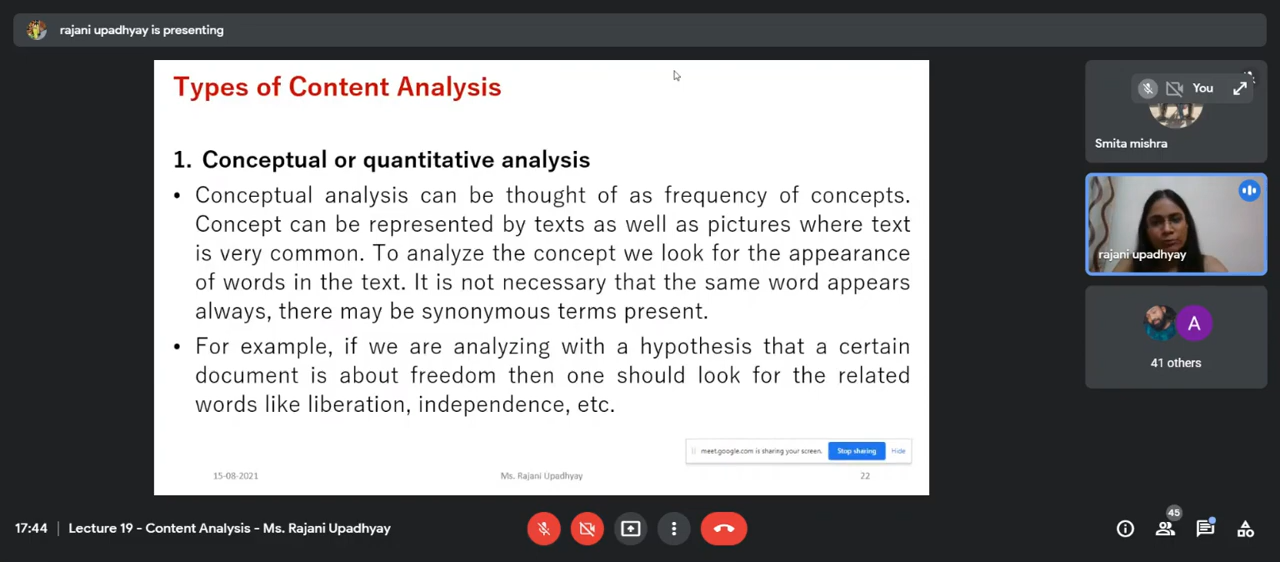 rajani upadhyay is presenting
Types of Content Analysis
You
Smita mishra
1. Conceptual or quantitative analysis
• Conceptual analysis can be thought of as frequency of concepts.
Concept can be represented by texts as well as pictures where text
is very common. To analyze the concept we look for the appearance
of words in the text. It is not necessary that the same word appears
always, there may be synonymous terms present.
• For example, if we are analyzing with a hypothesis that a certain
document is about freedom then one should look for the related
words like liberation, independence, etc.
rajani upadhyay
A
41 others
meet.google.com is sharing your screen.
Stop sharing
Hide
15-08-2021
Ms. Rajani Upadhyay
22
17:44 | Lecture 19 - Content Analysis - Ms. Rajani Upadhyay
45